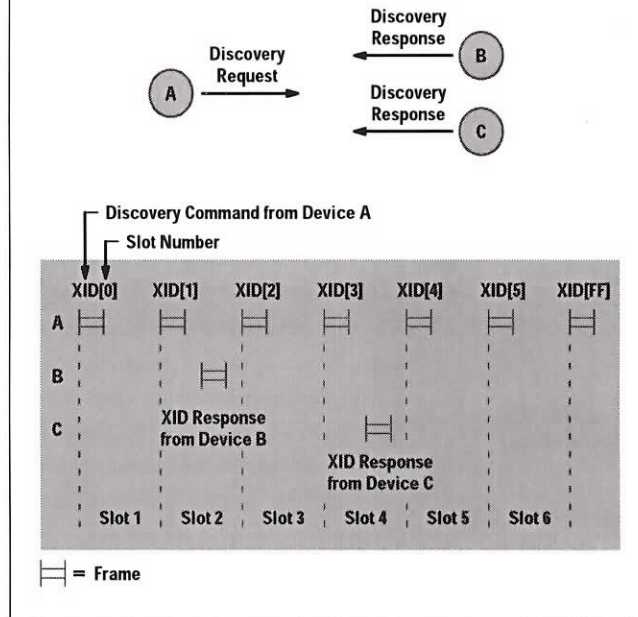 Discovery
Response
B
Discovery
Request
A
Discovery
Response
C
Discovery Command from Device A
Slot Number
XID[0] XID[1] XID[2] XID[3] XID[4] XID[5] XID[FF]
A
B
XID Response
from Device B
C
XID Response
from Device C
Slot 1 Slot 2 Slot 3 Slot 4 Slot 5 Slot 6
= Frame